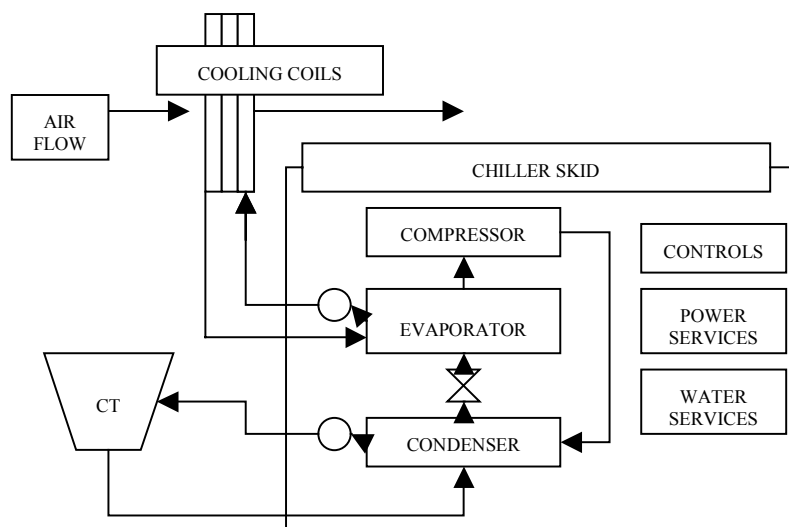 COOLING COILS
AIR
FLOW
CHILLER SKID
COMPRESSOR
CONTROLS
EVAPORATOR
POWER
SERVICES
CT
WATER
SERVICES
CONDENSER